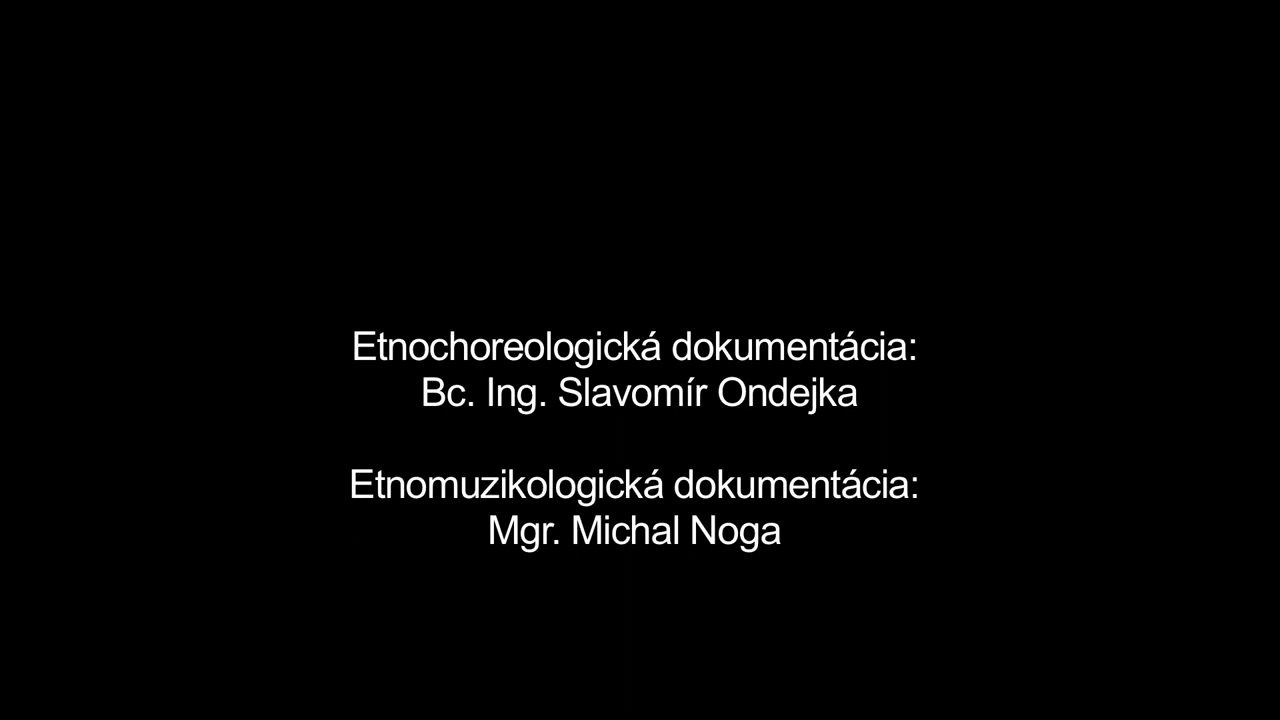 Etnochoreologická dokumentácia:
Bc. Ing. Slavomír Ondejka
Etnomuzikologická dokumentácia:
Mgr. Michal Noga